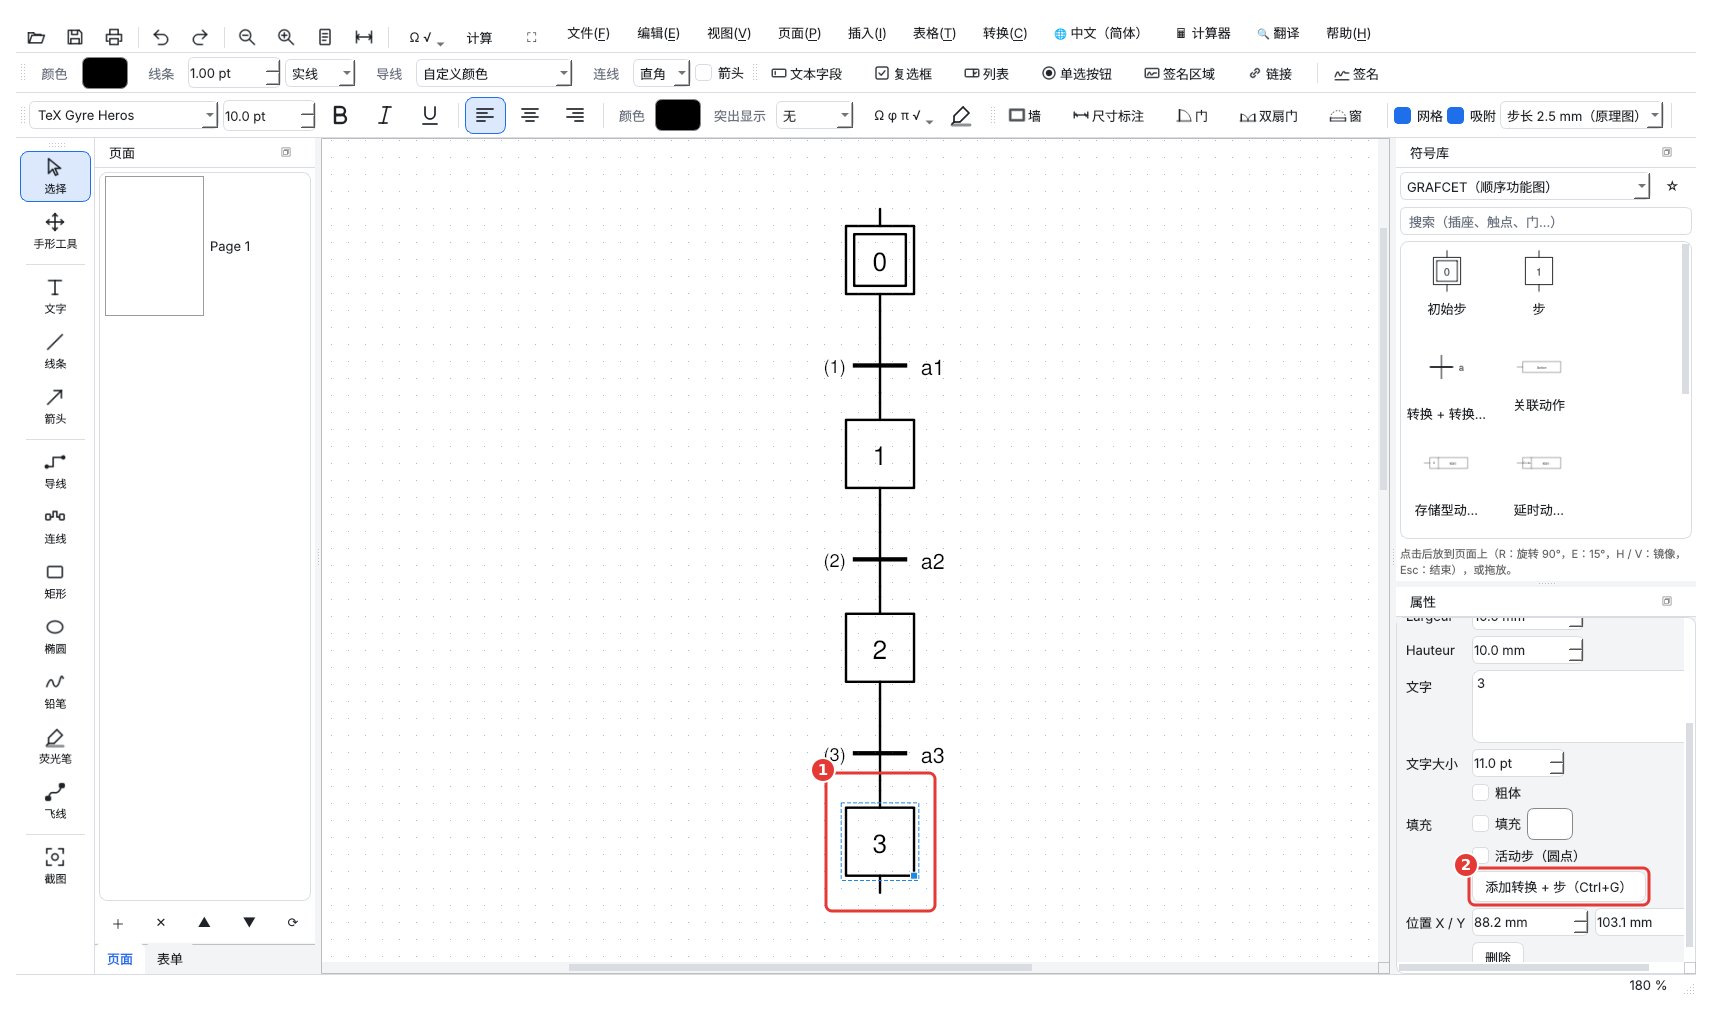 Ω √
计算
文件(F)
编辑(E)
视图(V)
页面(P)
插入(I)
表格(T)
转换(C)
中文（简体）
计算器
翻译
帮助(H)
颜色
线条
1.00 pt
实线
导线
自定义颜色
连线
直角
箭头
文本字段
复选框
列表
单选按钮
签名区域
链接
签名
TeX Gyre Heros
10.0 pt
B
I
U
颜色
突出显示
无
Ω φ π √
墙
尺寸标注
门
双扇门
窗
网格
吸附
步长 2.5 mm（原理图）
选择
手形工具
文字
线条
箭头
导线
连线
矩形
椭圆
铅笔
荧光笔
飞线
截图
页面
Page 1
页面
表单
0
(1)
a1
1
(2)
a2
2
(3)
a3
1
3
符号库
GRAFCET（顺序功能图）
搜索（插座、触点、门...）
0
初始步
1
步
a
转换 + 转换...
关联动作
存储型动...
延时动...
点击后放到页面上（R：旋转 90°，E：15°，H / V：镜像，
Esc：结束），或拖放。
属性
Largeur
10.0 mm
Hauteur
10.0 mm
文字
3
文字大小
11.0 pt
粗体
填充
填充
活动步（圆点）
2
添加转换 + 步（Ctrl+G）
位置 X / Y
88.2 mm
103.1 mm
删除
180 %